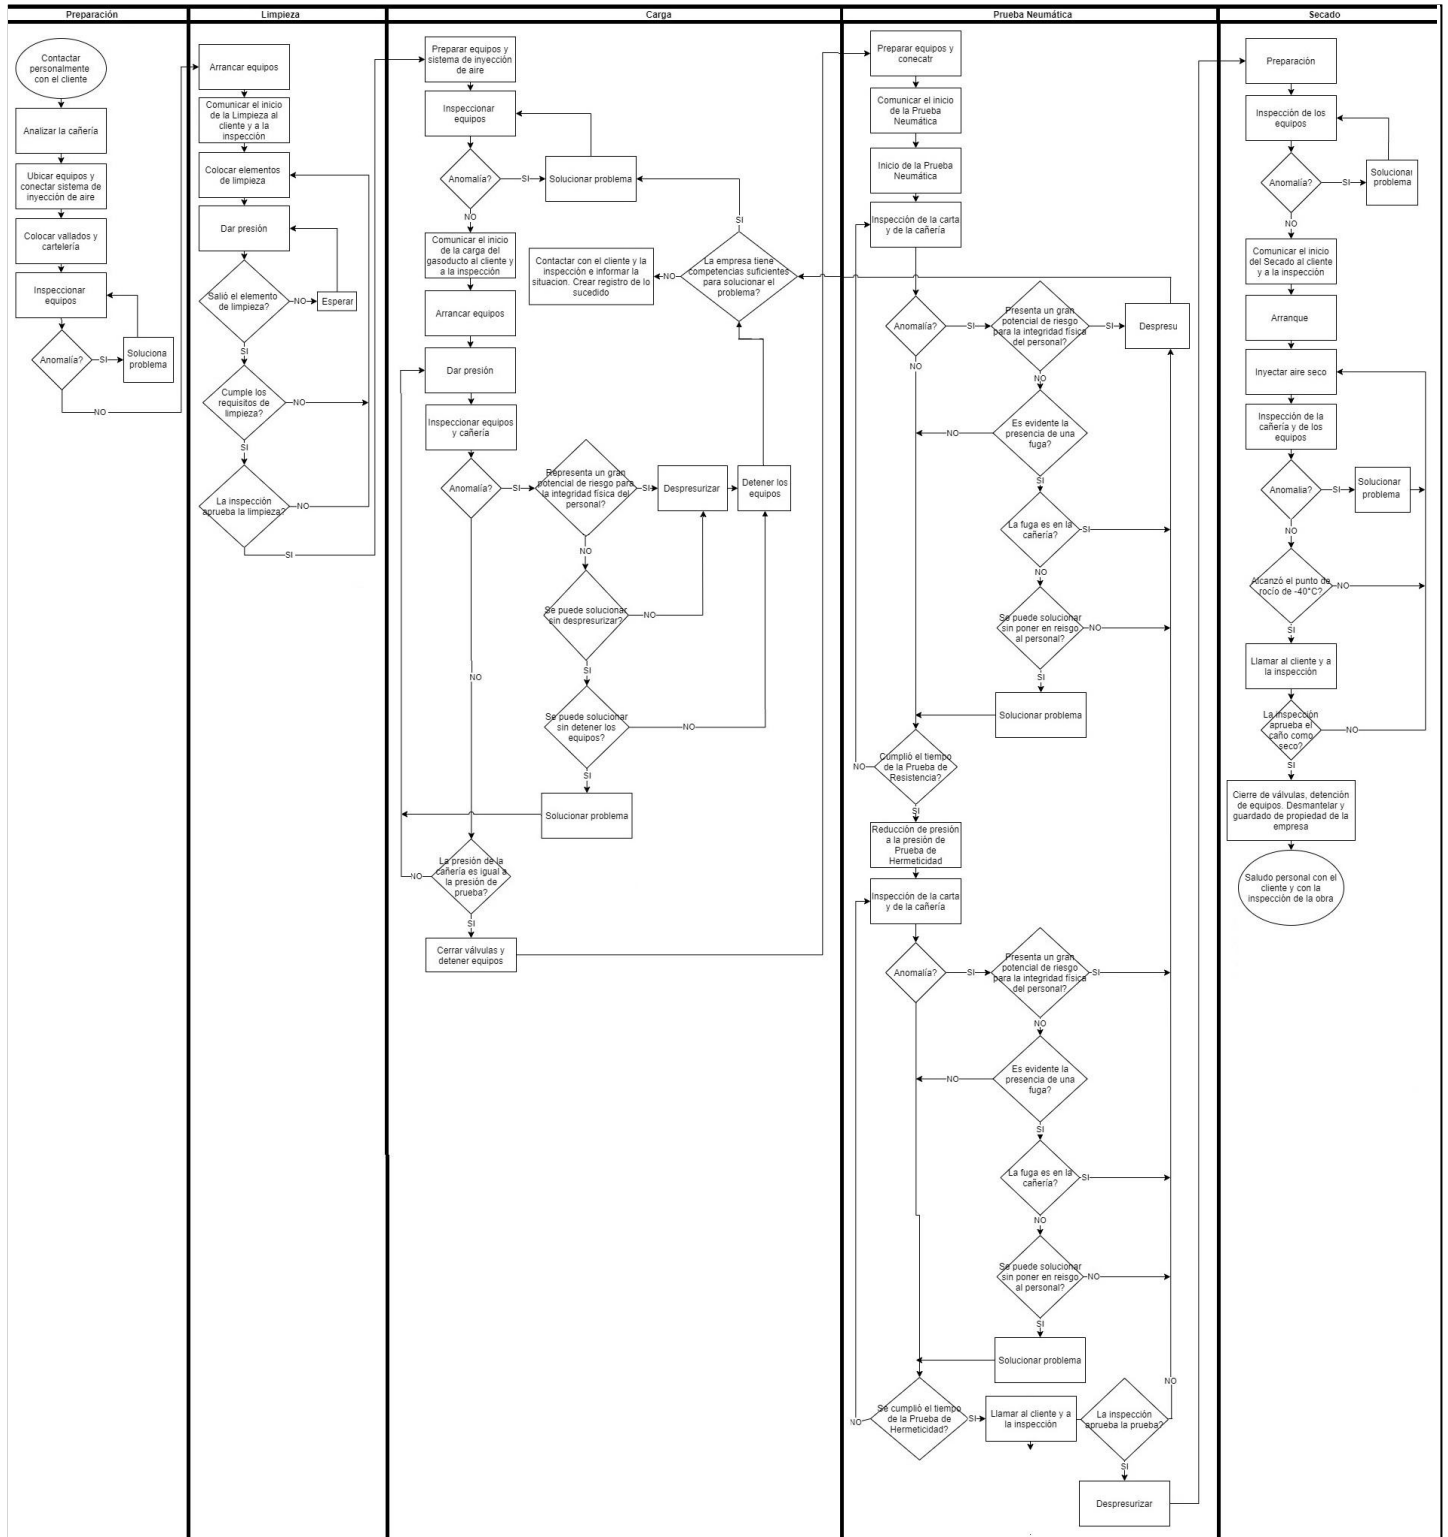 Preparación
Limpieza
Carga
Prueba Neumática
Secado
Contactar
personalmente
con el cliente
Analizar la cañería
Ubicar equipos y
conectar sistema de
inyección de aire
Colocar vallados y
cartelería
Inspeccionar
equipos
Anomalía?
SI
Soluciona
problema
NO
Arrancar equipos
Comunicar el inicio
de la Limpieza al
cliente y a la
inspección
Colocar elementos
de limpieza
Dar presión
Salió el elemento
de limpieza?
NO
Esperar
SI
Cumple los
requisitos de
limpieza?
NO
SI
La inspección
aprueba la limpieza?
NO
SI
Preparar equipos y
sistema de inyección
de aire
Inspeccionar
equipos
Anomalía?
SI
Solucionar problema
NO
Comunicar el inicio
de la carga del
gasoducto al cliente y
a la inspección
Contactar con el cliente y la
inspección e informar la
situacion. Crear registro de lo
sucedido
NO
La empresa tiene
competencias suficientes
para solucionar el
problema?
SI
Arrancar equipos
Dar presión
Inspeccionar equipos
y cañería
Anomalía?
SI
Representa un gran
potencial de riesgo para
la integridad física del
personal?
SI
Despresurizar
Detener los
equipos
NO
Se puede solucionar
sin despresurizar?
NO
SI
NO
Se puede solucionar
sin detener los
equipos?
NO
SI
Solucionar problema
La presión de la
cañería es igual a
la presión de
prueba?
NO
SI
Cerrar válvulas y
detener equipos
Preparar equipos y
conecatr
Comunicar el inicio
de la Prueba
Neumática
Inicio de la Prueba
Neumática
Inspección de la carta
y de la cañería
Anomalía?
SI
Presenta un gran
potencial de riesgo
para la integridad física
del personal?
SI
Despresu
NO
NO
Es evidente la
presencia de una
fuga?
NO
SI
La fuga es en la
cañería?
SI
NO
Se puede solucionar
sin poner en reisgo
al personal?
NO
SI
Solucionar problema
Cumplió el tiempo
de la Prueba de
Resistencia?
NO
SI
Reducción de presión
a la presión de
Prueba de
Hermeticidad
Inspección de la carta
y de la cañería
Anomalía?
SI
Presenta un gran
potencial de riesgo
para la integridad física
del personal?
SI
NO
Es evidente la
presencia de una
fuga?
NO
SI
La fuga es en la
cañería?
SI
NO
Se puede solucionar
sin poner en reisgo
al personal?
NO
SI
Solucionar problema
Se cumplió el tiempo
de la Prueba de
Hermeticidad?
NO
SI
Llamar al cliente y a
la inspección
La inspección
aprueba la prueba?
NO
SI
Despresurizar
Preparación
Inspección de los
equipos
Anomalía?
SI
Solucionar
problema
NO
Comunicar el inicio
del Secado al cliente
y a la inspección
Arranque
Inyectar aire seco
Inspección de la
cañería y de los
equipos
Anomalia?
SI
Solucionar
problema
NO
Alcanzó el punto de
rocío de -40°C?
NO
SI
Llamar al cliente y a
la inspección
La inspección
aprueba el
caño como
seco?
NO
SI
Cierre de válvulas, detención
de equipos. Desmantelar y
guardado de propiedad de la
empresa
Saludo personal con el
cliente y con la
inspección de la obra